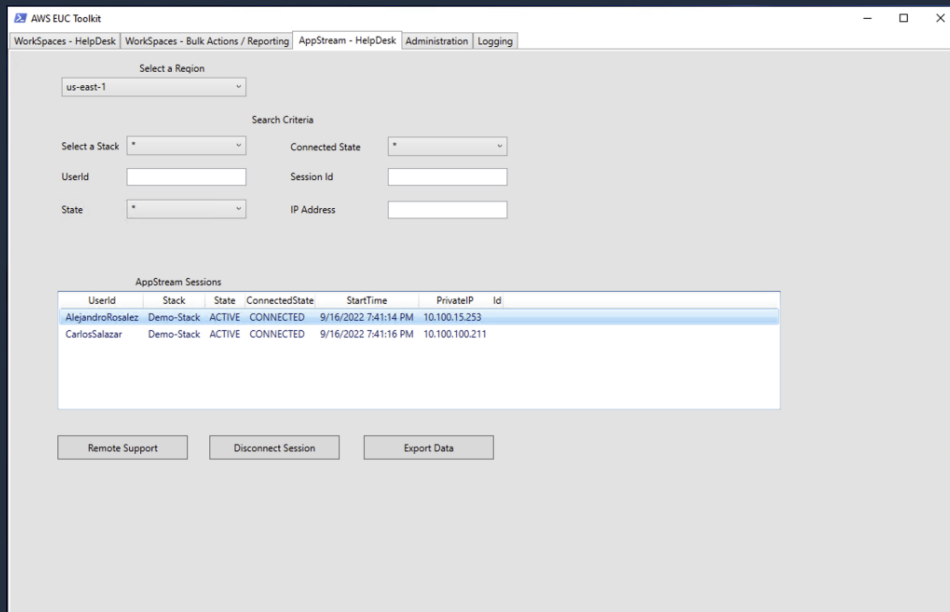 AWS EUC Toolkit
WorkSpaces - HelpDesk WorkSpaces - Bulk Actions / Reporting AppStream - HelpDesk Administration Logging
Select a Region
us-east-1
Search Criteria
Select a Stack * Connected State *
UserId Session Id
State * IP Address
AppStream Sessions
UserId Stack State ConnectedState StartTime PrivateIP Id
AlejandroRosalez Demo-Stack ACTIVE CONNECTED 9/16/2022 7:41:14 PM 10.100.15.253
CarlosSalazar Demo-Stack ACTIVE CONNECTED 9/16/2022 7:41:16 PM 10.100.100.211
Remote Support Disconnect Session Export Data